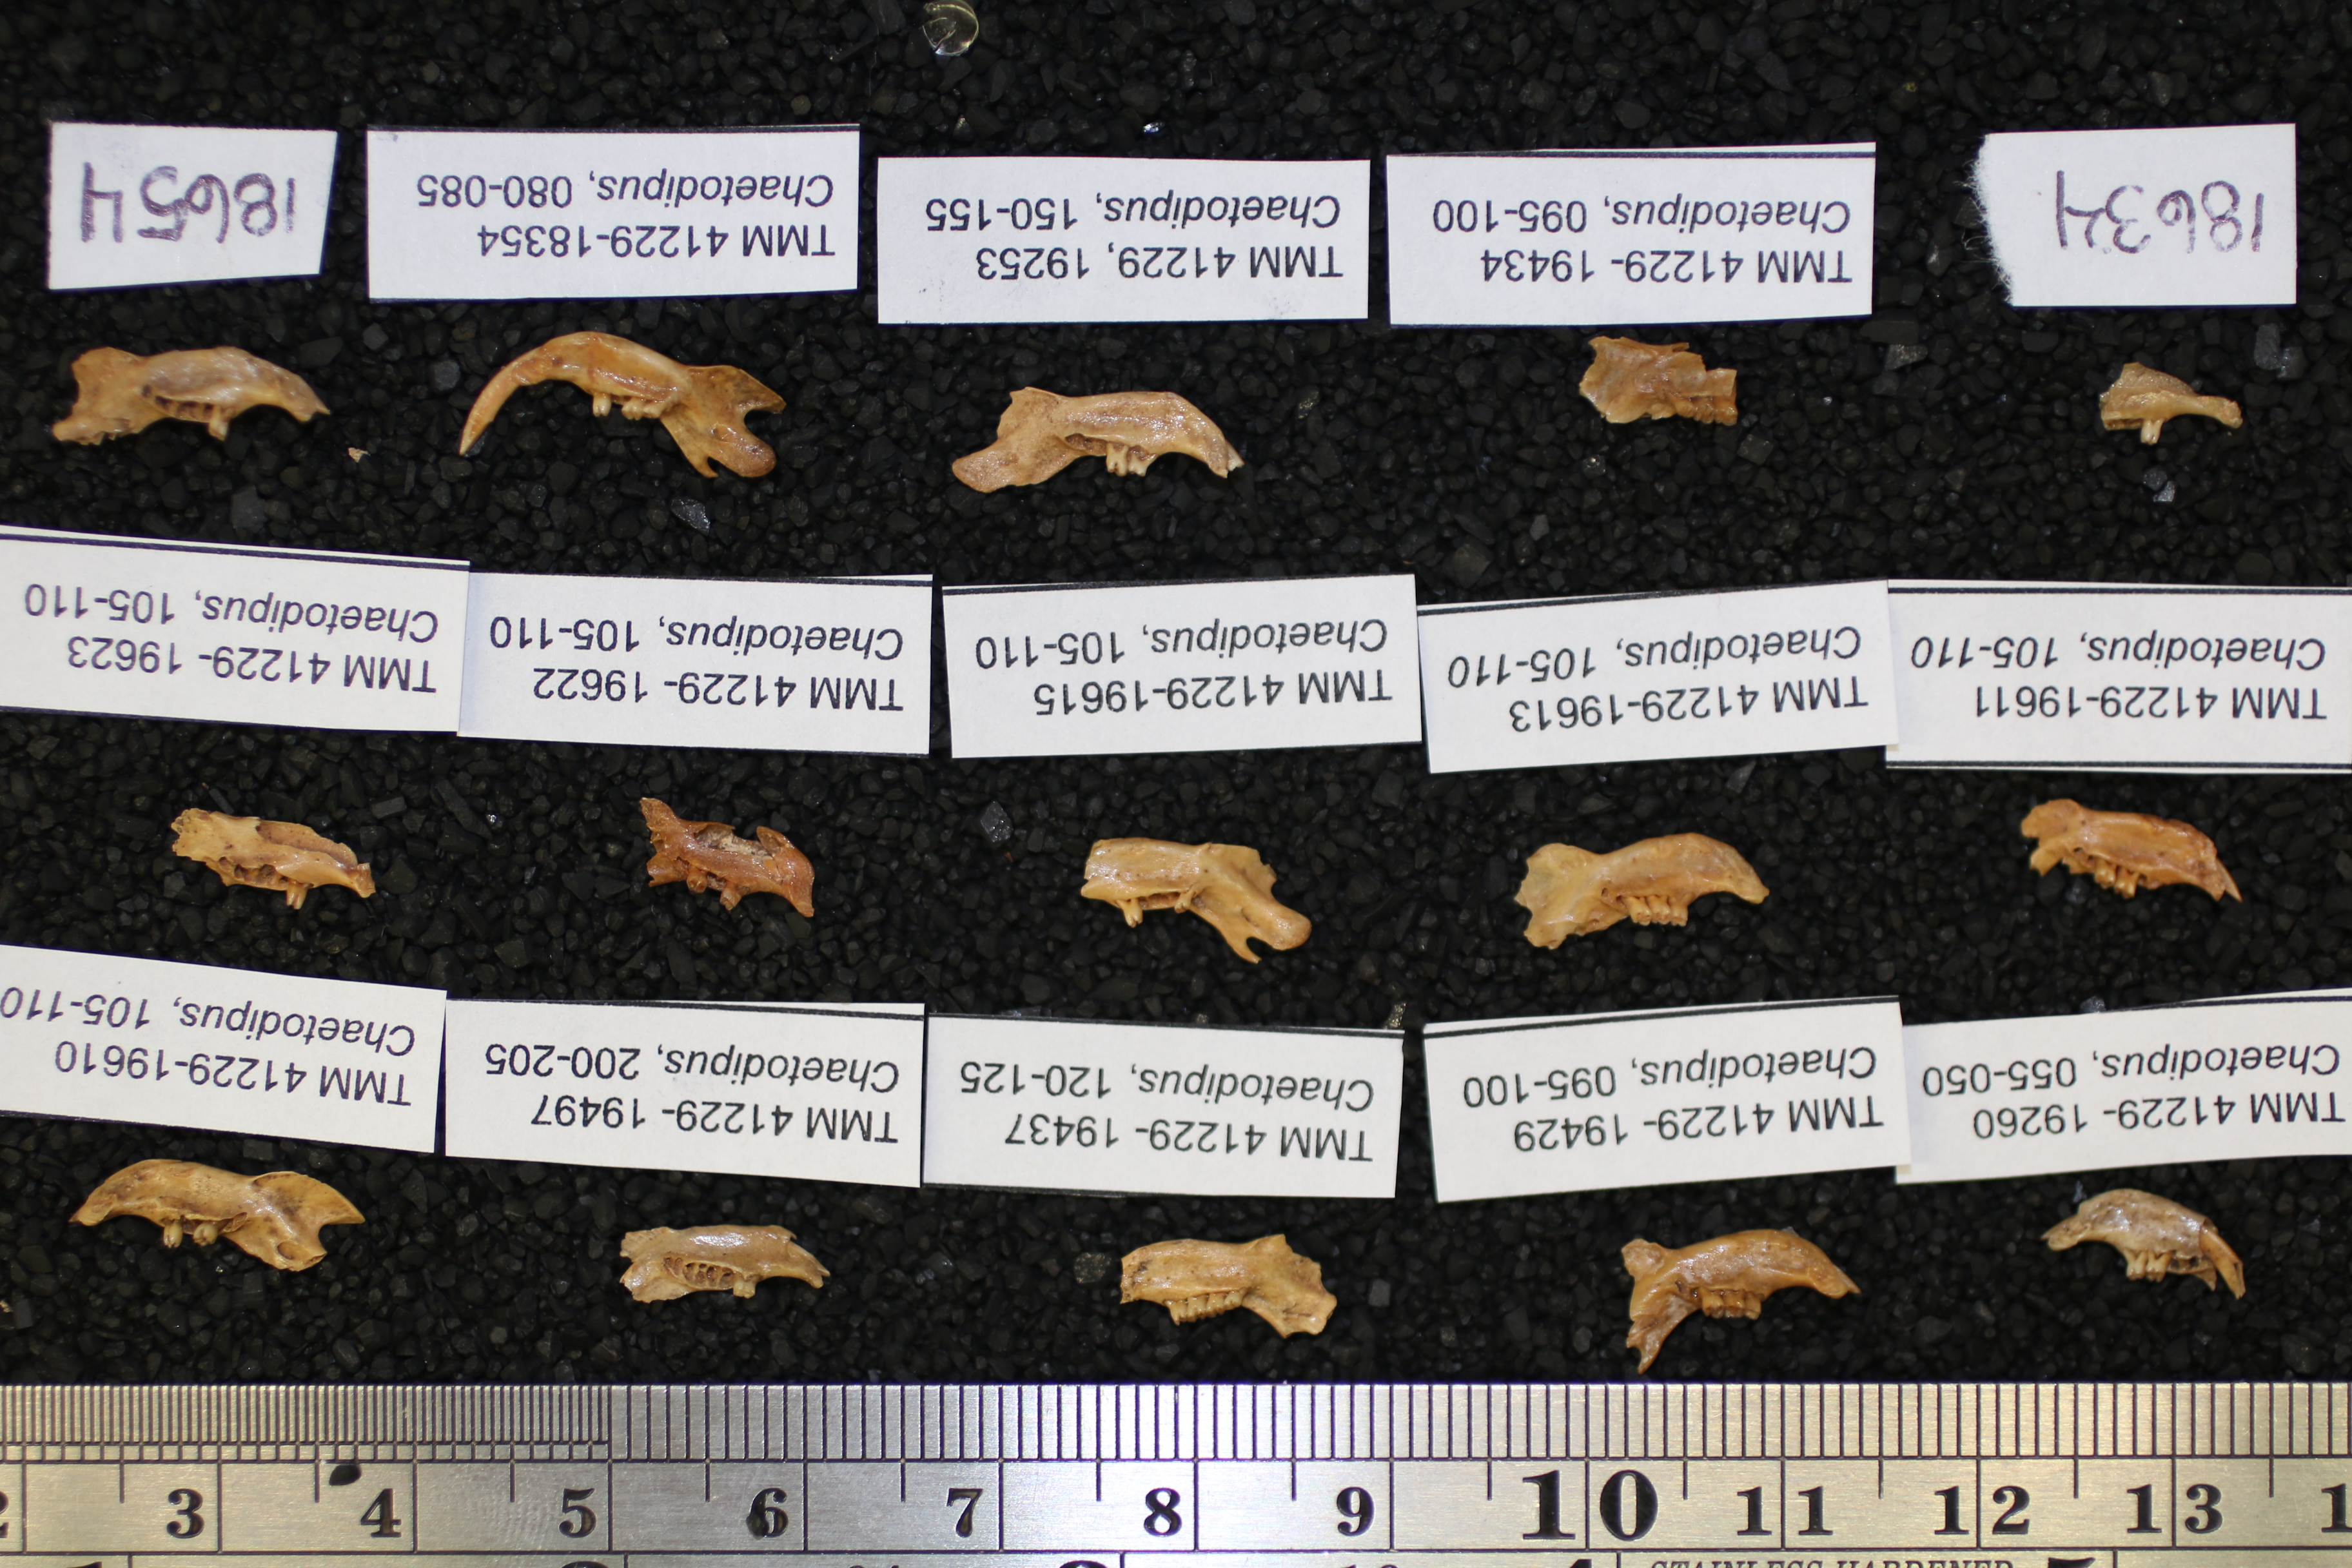 TMM 41229- 19260
Chaetodipus, 055-050
TMM 41229- 19429
Chaetodipus, 095-100
TMM 41229- 19437
Chaetodipus, 120-125
TMM 41229- 19497
Chaetodipus, 200-205
TMM 41229-19610
Chaetodipus, 105-110
TMM 41229-19611
Chaetodipus, 105-110
TMM 41229-19613
Chaetodipus, 105-110
TMM 41229-19615
Chaetodipus, 105-110
TMM 41229- 19622
Chaetodipus, 105-110
TMM 41229- 19623
Chaetodipus, 105-110
18634
TMM 41229- 19434
Chaetodipus, 095-100
TMM 41229, 19253
Chaetodipus, 150-155
TMM 41229-18354
Chaetodipus, 080-085
18654
13
12
11
10
9
8
7
6
5
4
3